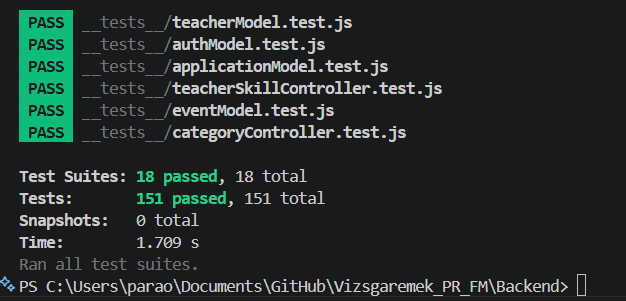 PASS __tests__/teacherModel.test.js
PASS __tests__/authModel.test.js
PASS __tests__/applicationModel.test.js
PASS __tests__/teacherSkillController.test.js
PASS __tests__/eventModel.test.js
PASS __tests__/categoryController.test.js
Test Suites: 18 passed, 18 total
Tests: 151 passed, 151 total
Snapshots: 0 total
Time: 1.709 s
Ran all test suites.
PS C:\Users\parao\Documents\GitHub\Vizsgaremek_PR_FM\Backend>